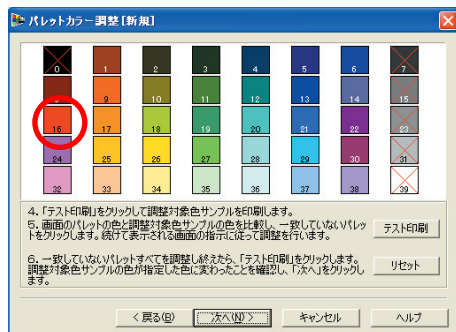 パレットカラー調整[新規]
0 1 2 3 4 5 6 7
8 9 10 11 12 13 14 15
16 17 18 19 20 21 22 23
24 25 26 27 28 29 30 31
32 33 34 35 36 37 38 39
4.「テスト印刷」をクリックして調整対象色サンプルを印刷します。
5. 画面のパレットの色と調整対象色サンプルの色を比較し、一致していないパレッ
トをクリックします。続けて表示される画面の指示に従って調整を行います。
テスト印刷
6. 一致していないパレットすべてを調整し終えたら、「テスト印刷」をクリックします。
調整対象色サンプルの色が指定した色に変わったことを確認し、「次へ」をクリックし
ます。
リセット
< 戻る(B) 次へ(N) > キャンセル ヘルプ